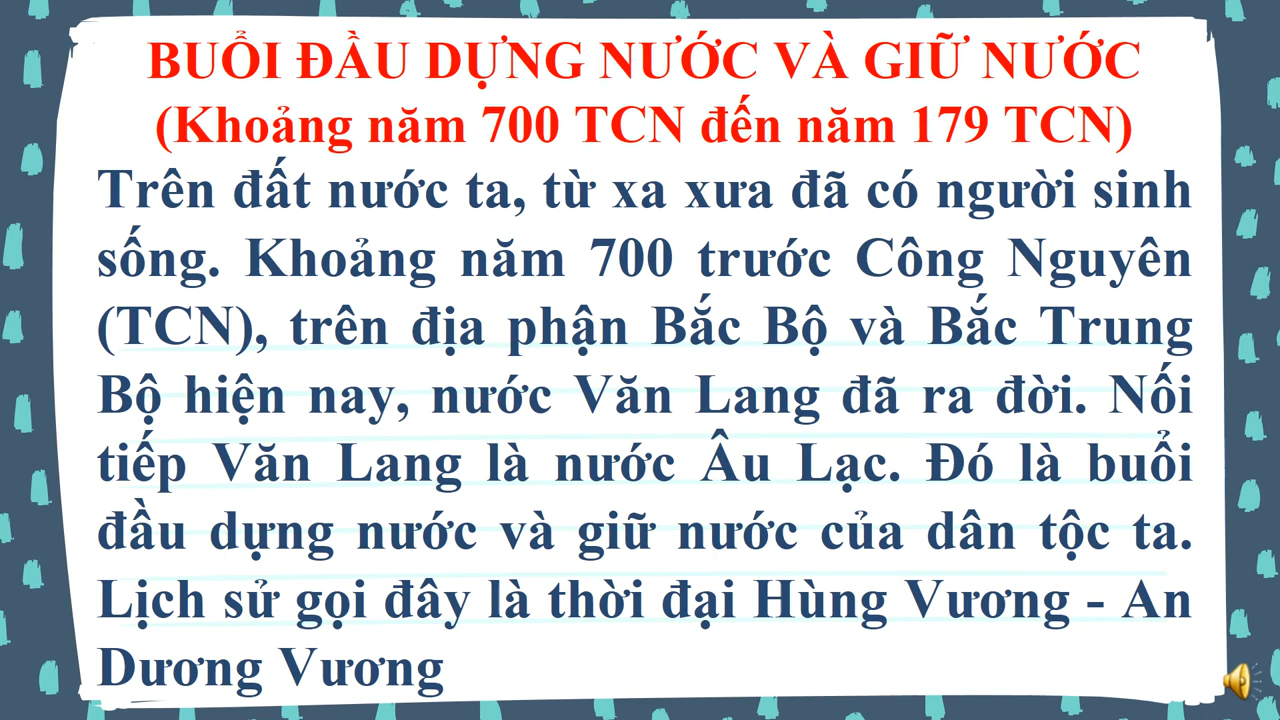 BUỔI ĐẦU DỰNG NƯỚC VÀ GIỮ NƯỚC
(Khoảng năm 700 TCN đến năm 179 TCN)
Trên đất nước ta, từ xa xưa đã có người sinh
sống. Khoảng năm 700 trước Công Nguyên
(TCN), trên địa phận Bắc Bộ và Bắc Trung
Bộ hiện nay, nước Văn Lang đã ra đời. Nối
tiếp Văn Lang là nước Âu Lạc. Đó là buổi
đầu dựng nước và giữ nước của dân tộc ta.
Lịch sử gọi đây là thời đại Hùng Vương - An
Dương Vương